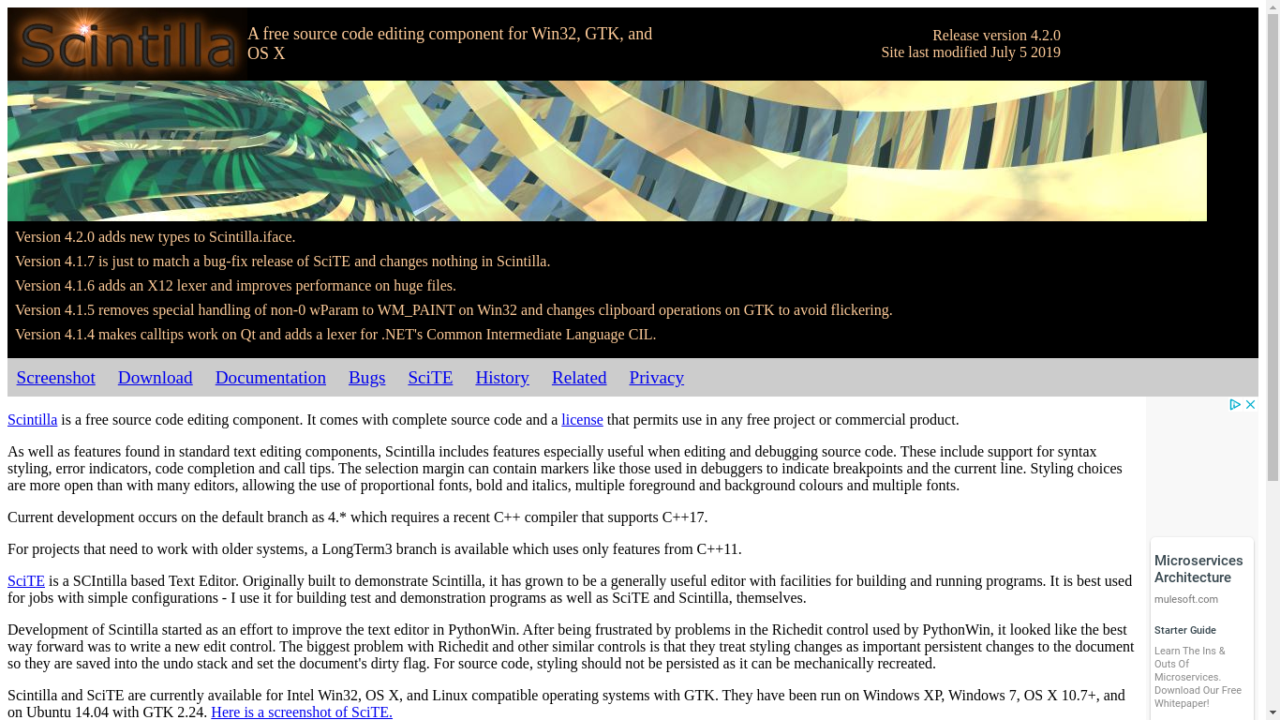 Scintilla
A free source code editing component for Win32, GTK, and
OS X
Release version 4.2.0
Site last modified July 5 2019
Version 4.2.0 adds new types to Scintilla.iface.
Version 4.1.7 is just to match a bug-fix release of SciTE and changes nothing in Scintilla.
Version 4.1.6 adds an X12 lexer and improves performance on huge files.
Version 4.1.5 removes special handling of non-0 wParam to WM_PAINT on Win32 and changes clipboard operations on GTK to avoid flickering.
Version 4.1.4 makes calltips work on Qt and adds a lexer for .NET's Common Intermediate Language CIL.
Screenshot Download Documentation Bugs SciTE History Related Privacy
Scintilla is a free source code editing component. It comes with complete source code and a license that permits use in any free project or commercial product.
As well as features found in standard text editing components, Scintilla includes features especially useful when editing and debugging source code. These include support for syntax
styling, error indicators, code completion and call tips. The selection margin can contain markers like those used in debuggers to indicate breakpoints and the current line. Styling choices
are more open than with many editors, allowing the use of proportional fonts, bold and italics, multiple foreground and background colours and multiple fonts.
Current development occurs on the default branch as 4.* which requires a recent C++ compiler that supports C++17.
For projects that need to work with older systems, a LongTerm3 branch is available which uses only features from C++11.
SciTE is a SCIntilla based Text Editor. Originally built to demonstrate Scintilla, it has grown to be a generally useful editor with facilities for building and running programs. It is best used
for jobs with simple configurations - I use it for building test and demonstration programs as well as SciTE and Scintilla, themselves.
Development of Scintilla started as an effort to improve the text editor in PythonWin. After being frustrated by problems in the Richedit control used by PythonWin, it looked like the best
way forward was to write a new edit control. The biggest problem with Richedit and other similar controls is that they treat styling changes as important persistent changes to the document
so they are saved into the undo stack and set the document's dirty flag. For source code, styling should not be persisted as it can be mechanically recreated.
Scintilla and SciTE are currently available for Intel Win32, OS X, and Linux compatible operating systems with GTK. They have been run on Windows XP, Windows 7, OS X 10.7+, and
on Ubuntu 14.04 with GTK 2.24. Here is a screenshot of SciTE.
Microservices
Architecture
mulesoft.com
Starter Guide
Learn The Ins &
Outs Of
Microservices.
Download Our Free
Whitepaper!